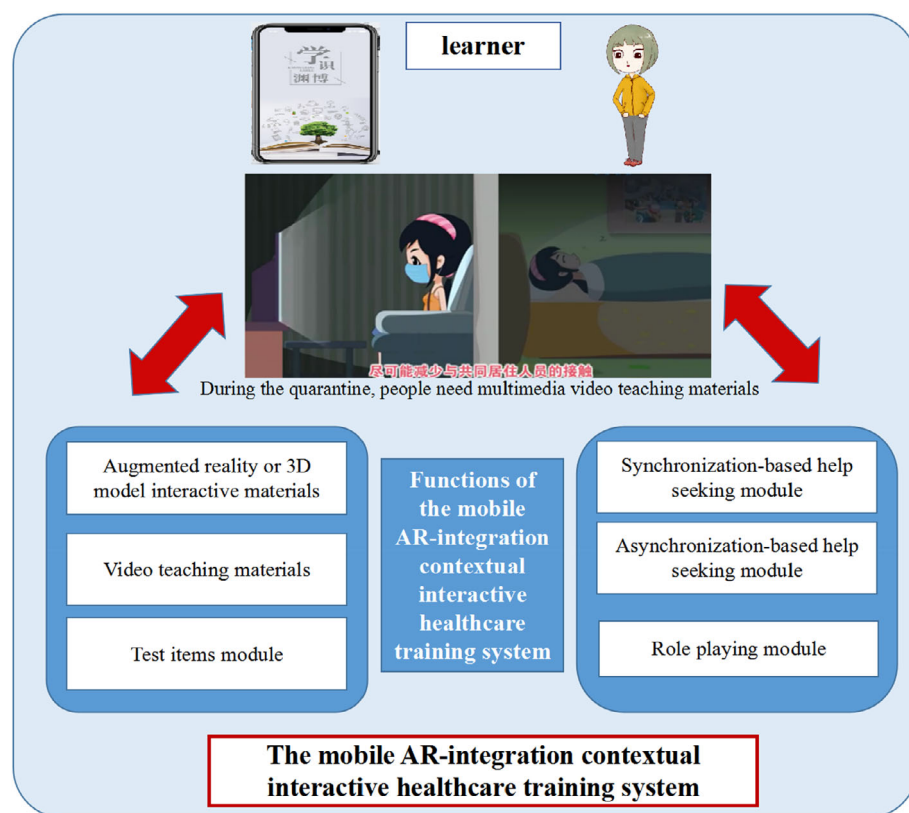 learner
学
识
渊博
尽可能减少与共同居住人员的接触
During the quarantine, people need multimedia video teaching materials
Augmented reality or 3D
model interactive materials
Video teaching materials
Test items module
Functions of
the mobile
AR-integration
contextual
interactive
healthcare
training system
Synchronization-based help
seeking module
Asynchronization-based help
seeking module
Role playing module
The mobile AR-integration contextual
interactive healthcare training system